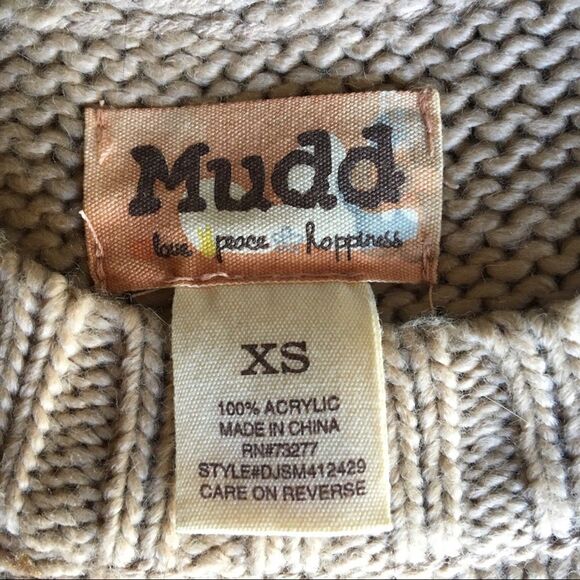 Mudd
love peace happiness
XS
100% ACRYLIC
MADE IN CHINA
RN#73277
STYLE#DJSM412429
CARE ON REVERSE